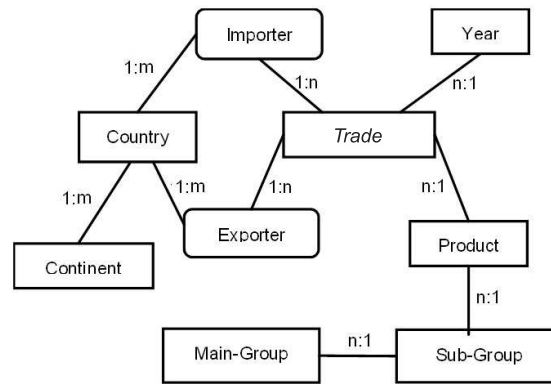 Importer
Year
1:m
1:n
n:1
Country
Trade
1:m
1:m
1:n
n:1
Exporter
Product
Continent
n:1
Main-Group
n:1
Sub-Group